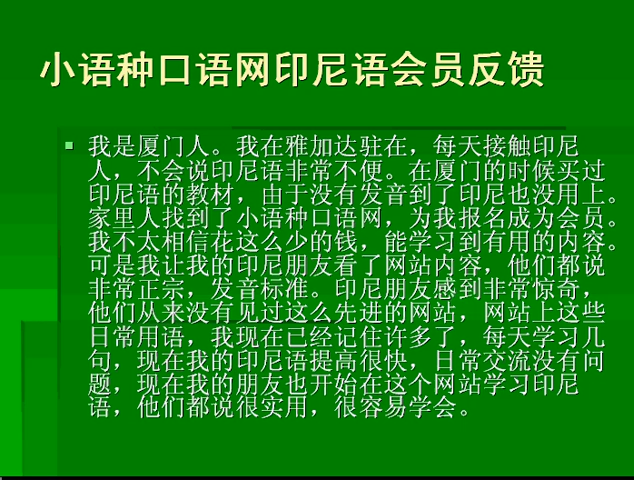 小语种口语网印尼语会员反馈
我是厦门人。我在雅加达驻在，每天接触印尼
人，不会说印尼语非常不便。在厦门的时候买过
印尼语的教材，由于没有发音到了印尼也没用上。
家里人找到了小语种口语网，为我报名成为会员。
我不太相信花这么少的钱，能学习到有用的内容。
可是我让我的印尼朋友看了网站内容，他们都说
非常正宗，发音标准。印尼朋友感到非常惊奇，
他们从来没有见过这么先进的网站，网站上这些
日常用语，我现在已经记住许多了，每天学习几
句，现在我的印尼语提高很快，日常交流没有问
题，现在我的朋友也开始在这个网站学习印尼
语，他们都说很实用，很容易学会。